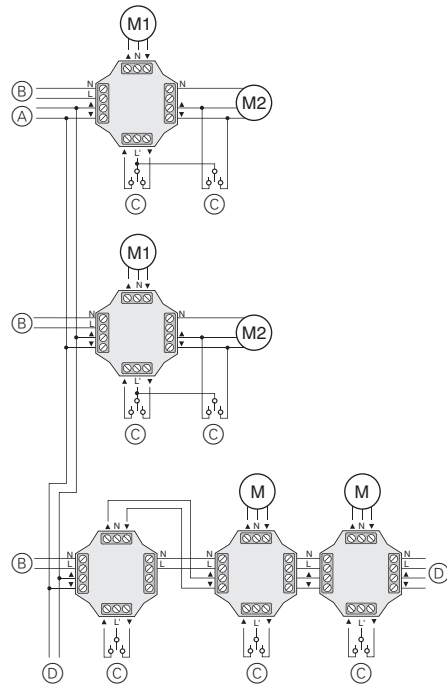 M1
▲ N ▼
B N N
L
A ▲ ▲ M2
▼ ▼
▲ L' ▼
C C
M1
▲ N ▼
B N N
L
▲ ▲ M2
▼ ▼
▲ L' ▼
C C
M M
▲ N ▼ ▲ N ▼ ▲ N ▼
B N N N N N N
L L L L L L
▲ ▲ ▲ ▲ ▲ D
▼ ▼ ▼ ▼ ▼
▲ L' ▼ ▲ L' ▼ ▲ L' ▼
D C C C